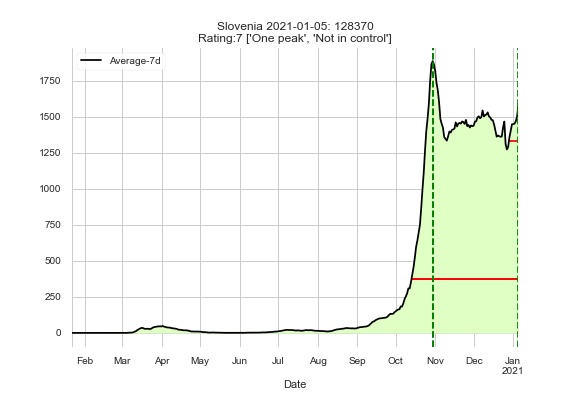 Slovenia 2021-01-05: 128370
Rating:7 ['One peak', 'Not in control']
Average-7d
1750
1500
1250
1000
750
500
250
0
Feb Mar Apr May Jun Jul Aug Sep Oct Nov Dec Jan
2021
Date